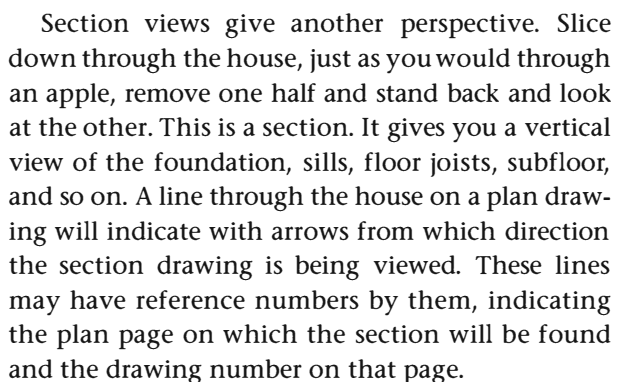 Section views give another perspective. Slice
down through the house, just as you would through
an apple, remove one half and stand back and look
at the other. This is a section. It gives you a vertical
view of the foundation, sills, floor joists, subfloor,
and so on. A line through the house on a plan draw-
ing will indicate with arrows from which direction
the section drawing is being viewed. These lines
may have reference numbers by them, indicating
the plan page on which the section will be found
and the drawing number on that page.